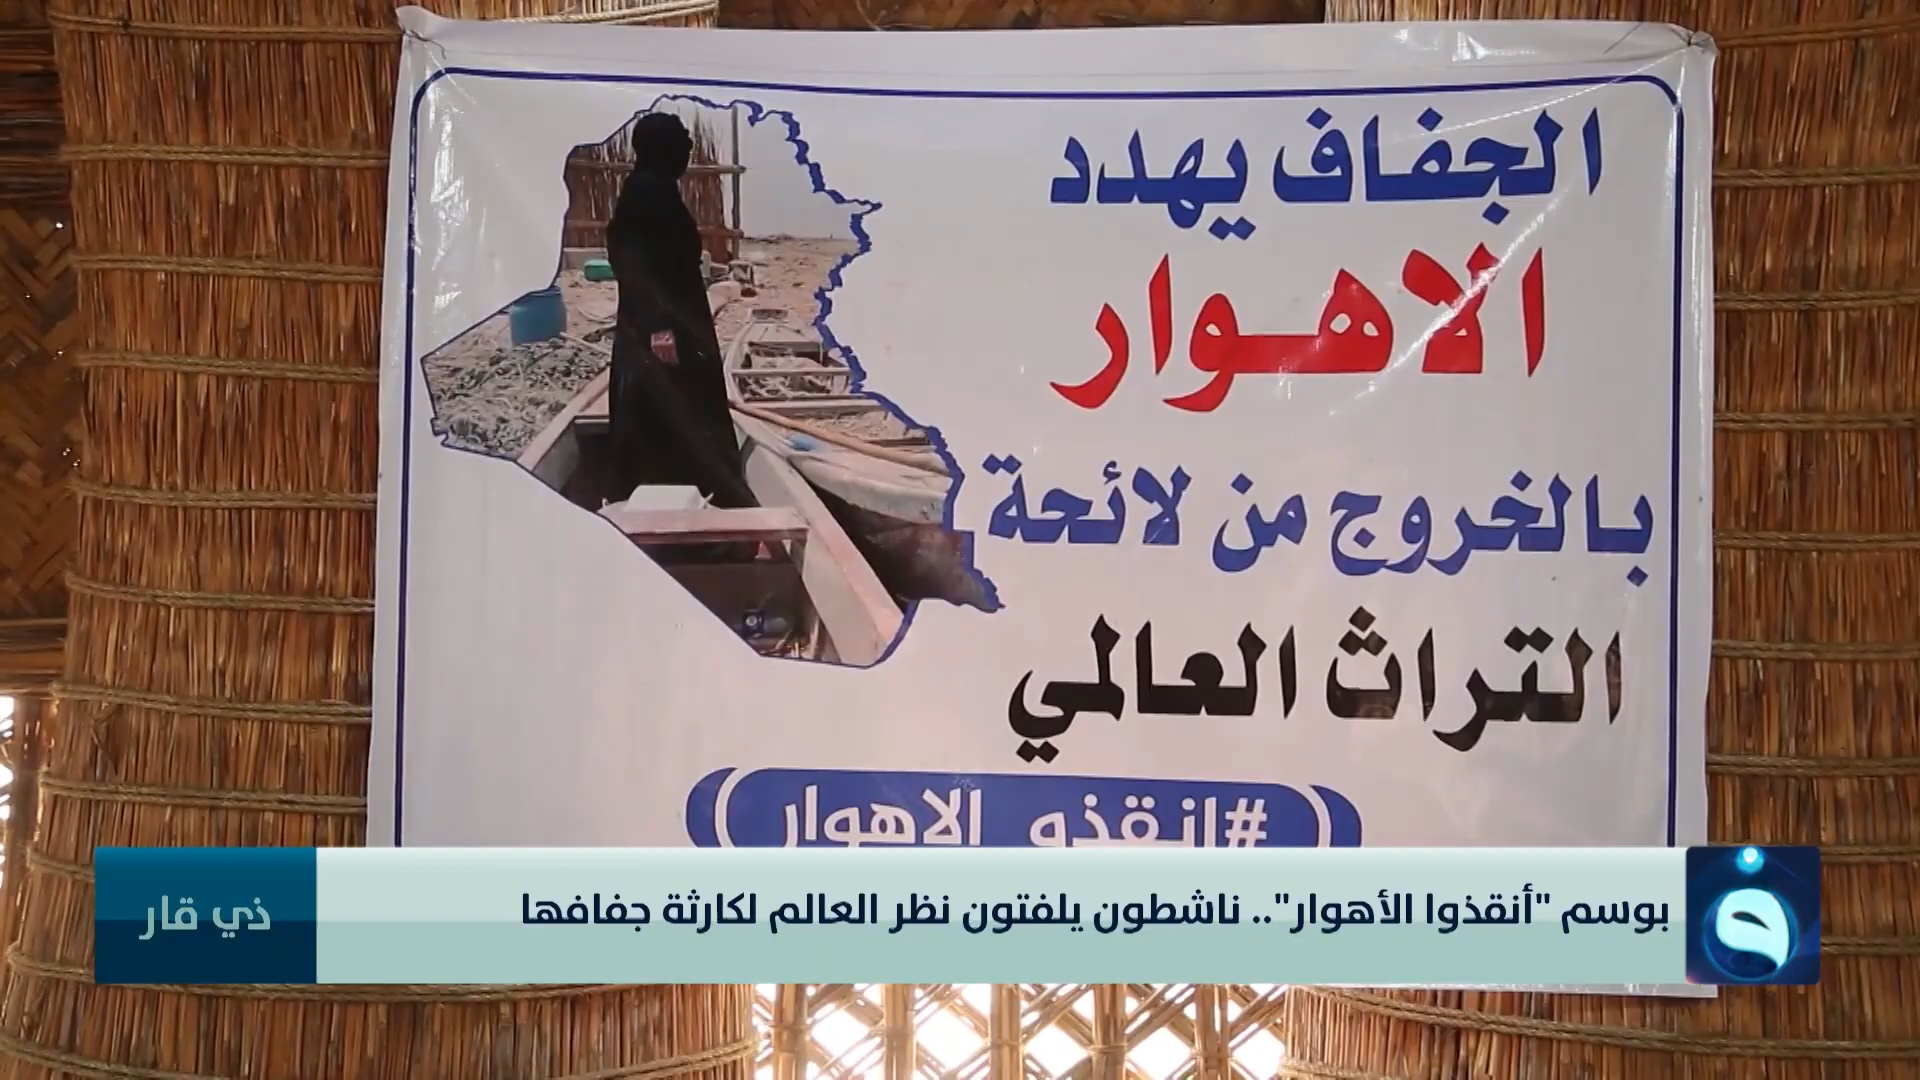 الجفاف يهدد
الاهوار
بالخروج من لائحة
التراث العالمي
#انقذو الاهوار
بوسم "أنقذوا الأهوار".. ناشطون يلفتون نظر العالم لكارثة جفافها
ذي قار